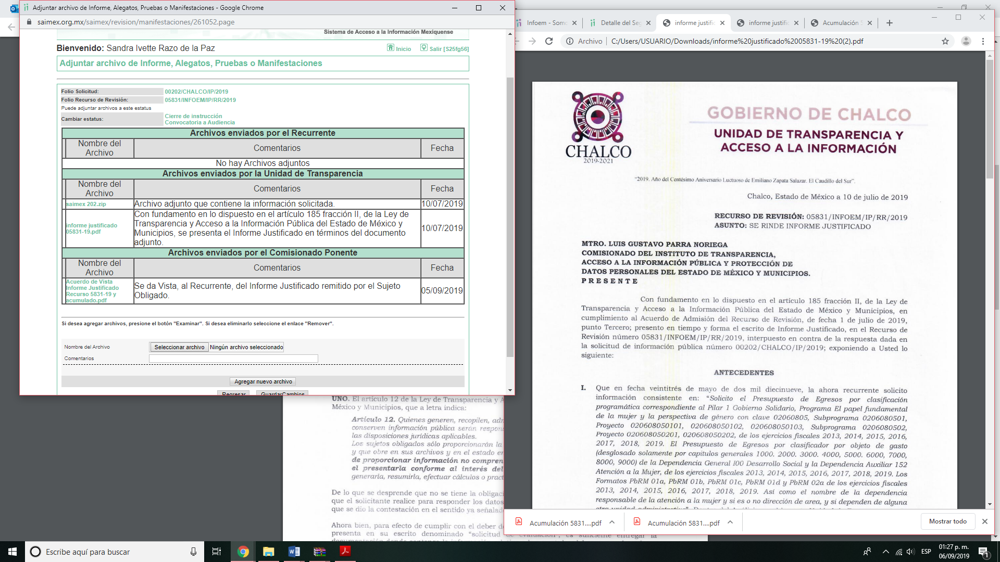 Adjuntar archivo de Informe, Alegatos, Pruebas o Manifestaciones - Google Chrome
saimex.org.mx/saimex/revision/manifestaciones/261052.page
Sistema de Acceso a la Información Mexiquense
Bienvenido: Sandra Ivette Razo de la Paz
Inicio
Salir [S25fg56]
Adjuntar archivo de Informe, Alegatos, Pruebas o Manifestaciones
Folio Solicitud: 00202/CHALCO/IP/2019
Folio Recurso de Revisión: 05831/INFOEM/IP/RR/2019
Puede adjuntar archivos a este estatus
Cambiar estatus:
Cierre de instrucción
Convocatoria a Audiencia
Archivos enviados por el Recurrente
Nombre del Archivo Comentarios Fecha
No hay Archivos adjuntos
Archivos enviados por la Unidad de Transparencia
Nombre del Archivo Comentarios Fecha
saimex 202.zip Archivo adjunto que contiene la información solicitada. 10/07/2019
informe justificado
05831-19.pdf
Con fundamento en lo dispuesto en el artículo 185 fracción II, de la Ley de
Transparencia y Acceso a la Información Pública del Estado de México y
Municipios, se presenta el Informe Justificado en términos del documento
adjunto.
10/07/2019
Archivos enviados por el Comisionado Ponente
Nombre del Archivo Comentarios Fecha
Acuerdo de Vista
Informe Justificado
Recurso 5831-19 y
acumulado.pdf
Se da Vista, al Recurrente, del Informe Justificado remitido por el Sujeto
Obligado.
05/09/2019
Si desea agregar archivos, presione el botón "Examinar". Si desea eliminarlo seleccione el enlace "Remover".
Nombre del Archivo Seleccionar archivo Ningún archivo seleccionado
Comentarios
Agregar nuevo archivo
Regresar GuardarCambios
UNO. El artículo 12 de la Ley de Transparencia y A
México y Municipios, que a letra indica:
Artículo 12. Quienes generen, recopilen, adm
conserven información pública serán respons
las disposiciones jurídicas aplicables.
Los sujetos obligados sólo proporcionarán la
y que obre en sus archivos y en el estado en
de proporcionar información no compren
el presentarla conforme al interés del
generarla, resumirla, efectuar cálculos o pract
De lo que se desprende que no se tiene la obligac
que el solicitante realice para responder los datos
que se dio la contestación en el sentido ya señalad
Ahora bien, para efecto de cumplir con el deber d
presenta en su escrito denominado "solicitud
Infoem - Somo
Detalle del Seg
informe justific
informe justific
Acumulación 5
Archivo C:/Users/USUARIO/Downloads/informe%20justificado%2005831-19%20(2).pdf
CHALCO
2019-2021
GOBIERNO DE CHALCO
UNIDAD DE TRANSPARENCIA Y
ACCESO A LA INFORMACIÓN
"2019. Año del Centésimo Aniversario Luctuoso de Emiliano Zapata Salazar. El Caudillo del Sur".
Chalco, Estado de México a 10 de julio de 2019
RECURSO DE REVISIÓN: 05831/INFOEM/IP/RR/2019
ASUNTO: SE RINDE INFORME JUSTIFICADO
MTRO. LUIS GUSTAVO PARRA NORIEGA
COMISIONADO DEL INSTITUTO DE TRANSPARENCIA,
ACCESO A LA INFORMACIÓN PÚBLICA Y PROTECCIÓN DE
DATOS PERSONALES DEL ESTADO DE MÉXICO Y MUNICIPIOS.
P R E S E N T E
Con fundamento en lo dispuesto en el artículo 185 fracción II, de la Ley de
Transparencia y Acceso a la Información Pública del Estado de México y Municipios, en
cumplimiento al Acuerdo de Admisión del Recurso de Revisión, de fecha 1 de julio de 2019,
punto Tercero; presento en tiempo y forma el escrito de Informe Justificado, en el Recurso de
Revisión número 05831/INFOEM/IP/RR/2019, interpuesto en contra de la respuesta dada en
la solicitud de información pública número 00202/CHALCO/IP/2019; exponiendo a Usted lo
siguiente:
ANTECEDENTES
I. Que en fecha veintitrés de mayo de dos mil diecinueve, la ahora recurrente solicito
información consistente en: "Solicito el Presupuesto de Egresos por clasificación
programática correspondiente al Pilar 1 Gobierno Solidario, Programa El papel fundamental
de la mujer y la perspectiva de género con clave 02060805, Subprograma 0206080501,
Proyecto 020608050101, 020608050102, 020608050103, Subprograma 0206080502,
Proyecto 020608050201, 020608050202, de los ejercicios fiscales 2013, 2014, 2015, 2016,
2017, 2018, 2019. El Presupuesto de Egresos por clasificador por objeto de gasto
(desglosado solamente por capítulos generales 1000. 2000. 3000. 4000, 5000. 6000, 7000,
8000, 9000) de la Dependencia General I00 Desarrollo Social y la Dependencia Auxiliar 152
Atención a la Mujer, de los ejercicios fiscales 2013, 2014, 2015, 2016, 2017, 2018, 2019. Los
Formatos PbRM 01a, PbRM 01b, PbRM 01c, PbRM 01d y PbRM 02a de los ejercicios fiscales
2013, 2014, 2015, 2016, 2017, 2018, 2019. Así como el nombre de la dependencia
responsable de la atención a la mujer y si es o no dirección de area, y si dependen de alguna
Acumulación 5831....pdf
Acumulación 5831....pdf
Mostrar todo
Escribe aquí para buscar
ESP
01:27 p. m.
06/09/2019
1